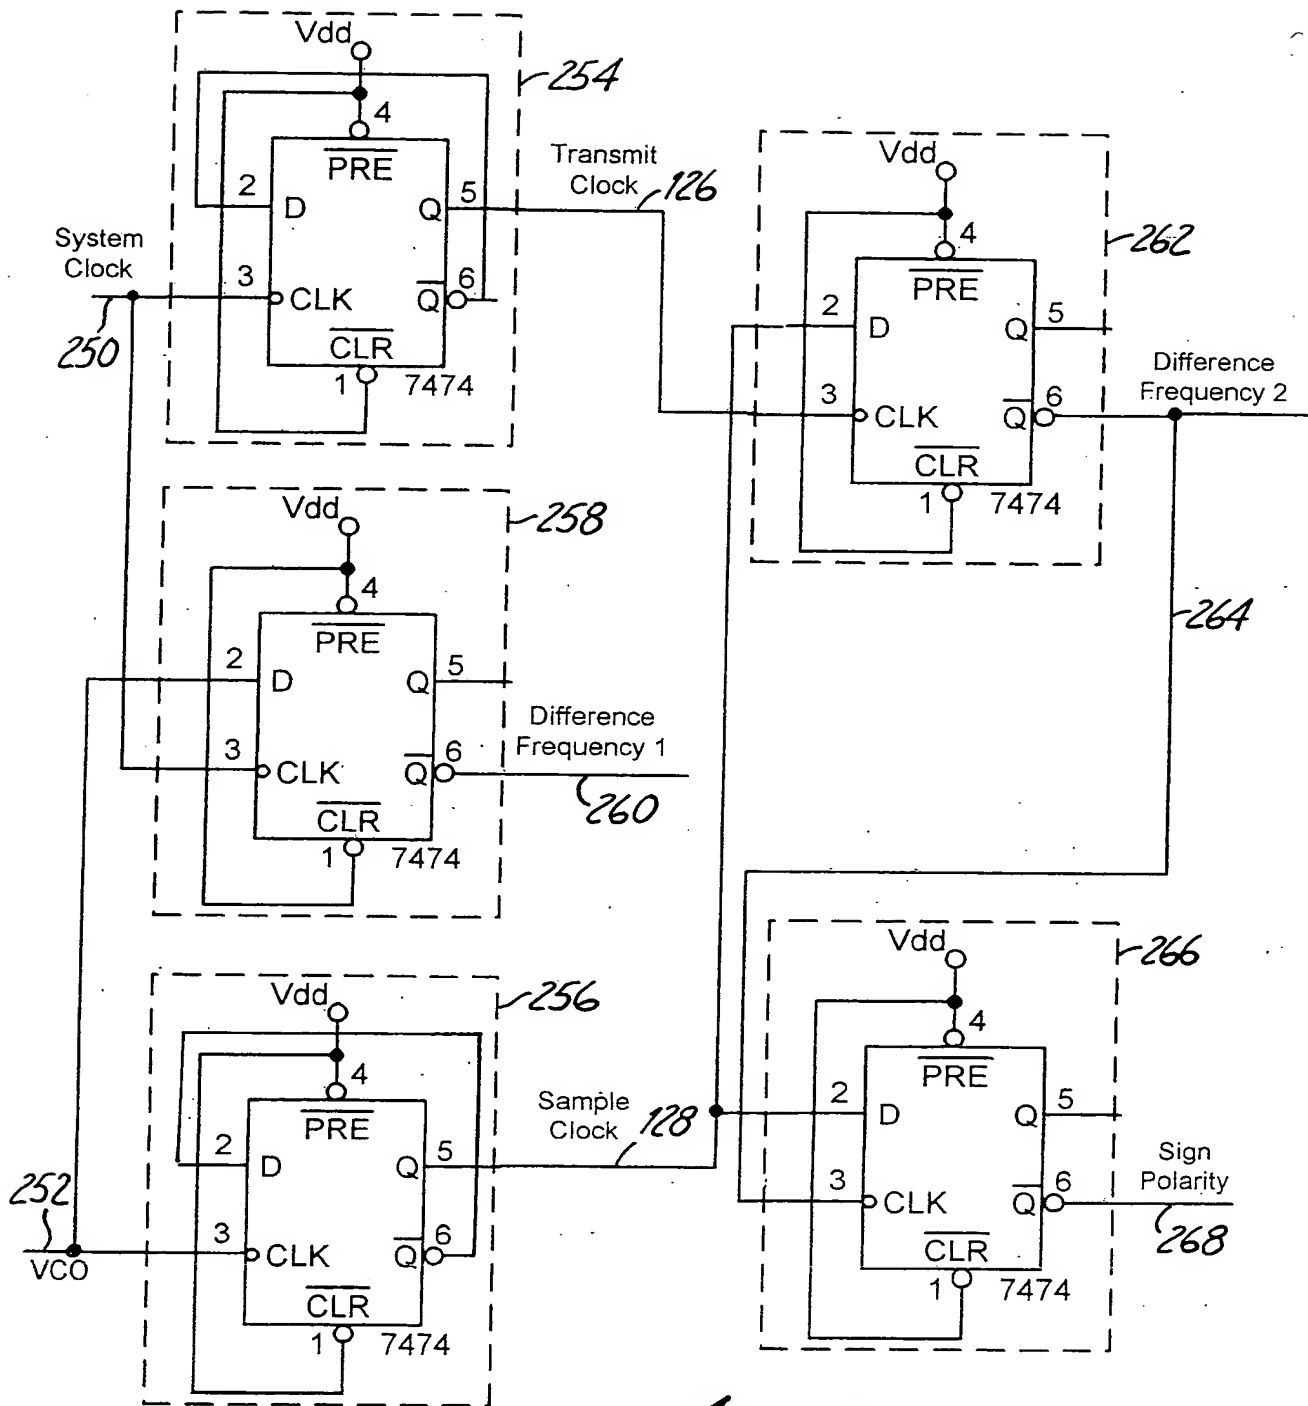 Vdd
254
4
PRE
2
D
Q
5
Transmit
Clock
126
System
Clock
250
3
CLK
Q
6
CLR
1
7474
Vdd
262
4
PRE
2
D
Q
5
3
CLK
Q
6
CLR
1
7474
Difference
Frequency 2
264
Vdd
258
4
PRE
2
D
Q
5
3
CLK
Q
6
CLR
1
7474
Difference
Frequency 1
260
Vdd
256
4
PRE
2
D
Q
5
Sample
Clock
128
252
VCO
3
CLK
Q
6
CLR
1
7474
Vdd
266
4
PRE
2
D
Q
5
3
CLK
Q
6
CLR
1
7474
Sign
Polarity
268